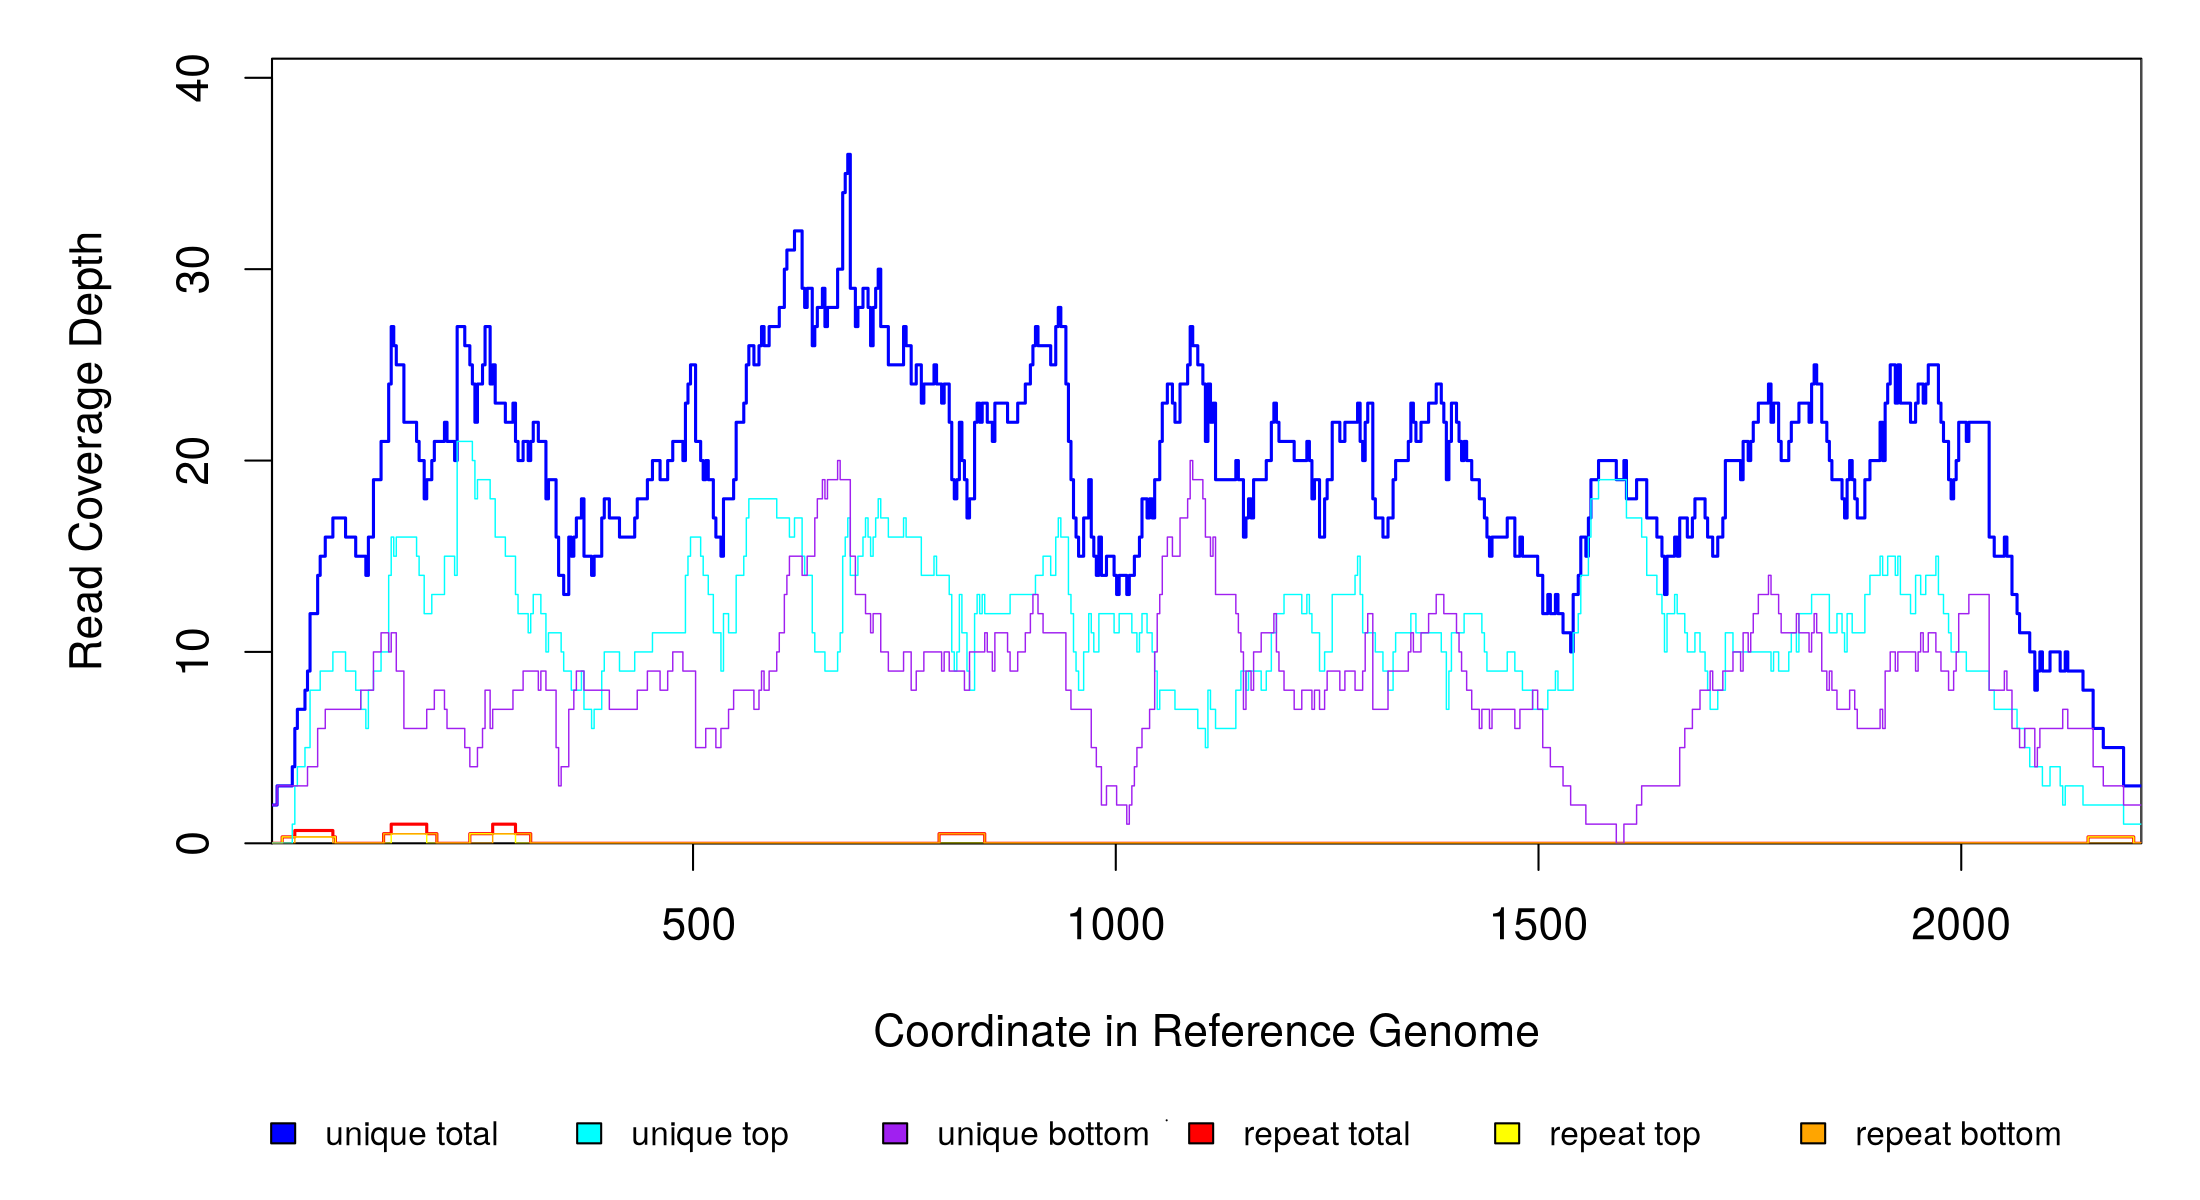 40
30
20
10
0
Read Coverage Depth
500 1000 1500 2000
Coordinate in Reference Genome
unique total unique top unique bottom repeat total repeat top repeat bottom